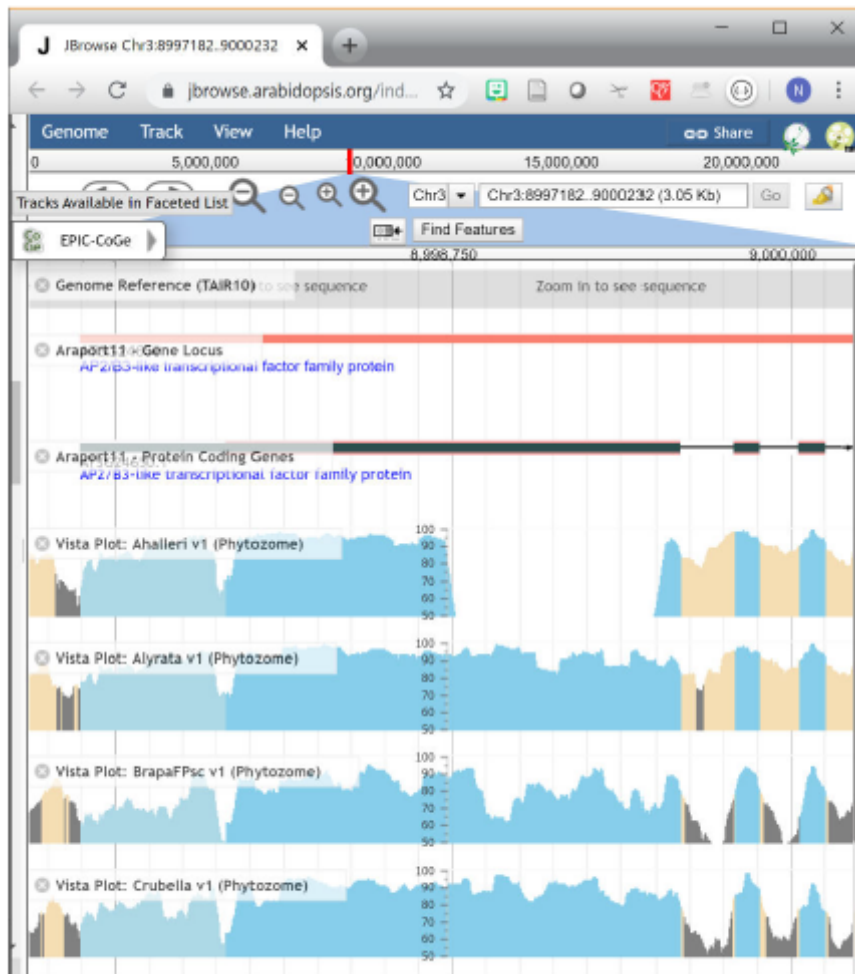 JBrowse Chr3:8997182..9000232
jbrowse.arabidopsis.org/ind...
N
Genome Track View Help Share
0 5,000,000 0,000,000 15,000,000 20,000,000
Tracks Available in Faceted List
Chr3 Chr3:8997182..9000232 (3.05 Kb) Go
EPIC-CoGe
Find Features
8,998,750 9,000,000
Genome Reference (TAIR10) to see sequence Zoom in to see sequence
Araport11 - Gene Locus
AP2/B3-like transcriptional factor family protein
Araport11 - Protein Coding Genes
AP2/B3-like transcriptional factor family protein
Vista Plot: Ahalleri v1 (Phytozome)
100
90
80
70
60
50
Vista Plot: Alyrata v1 (Phytozome)
100
90
80
70
60
50
Vista Plot: BrapaFPsc v1 (Phytozome)
100
90
80
70
60
50
Vista Plot: Crubella v1 (Phytozome)
100
90
80
70
60
50